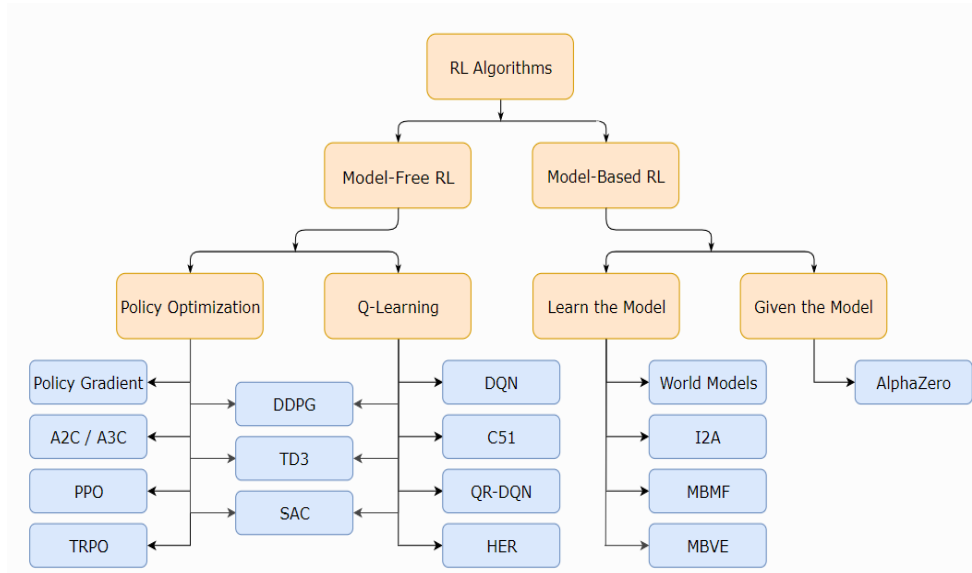 RL Algorithms
Model-Free RL
Model-Based RL
Policy Optimization
Q-Learning
Learn the Model
Given the Model
Policy Gradient
DDPG
DQN
World Models
AlphaZero
A2C / A3C
TD3
C51
I2A
PPO
SAC
QR-DQN
MBMF
TRPO
HER
MBVE